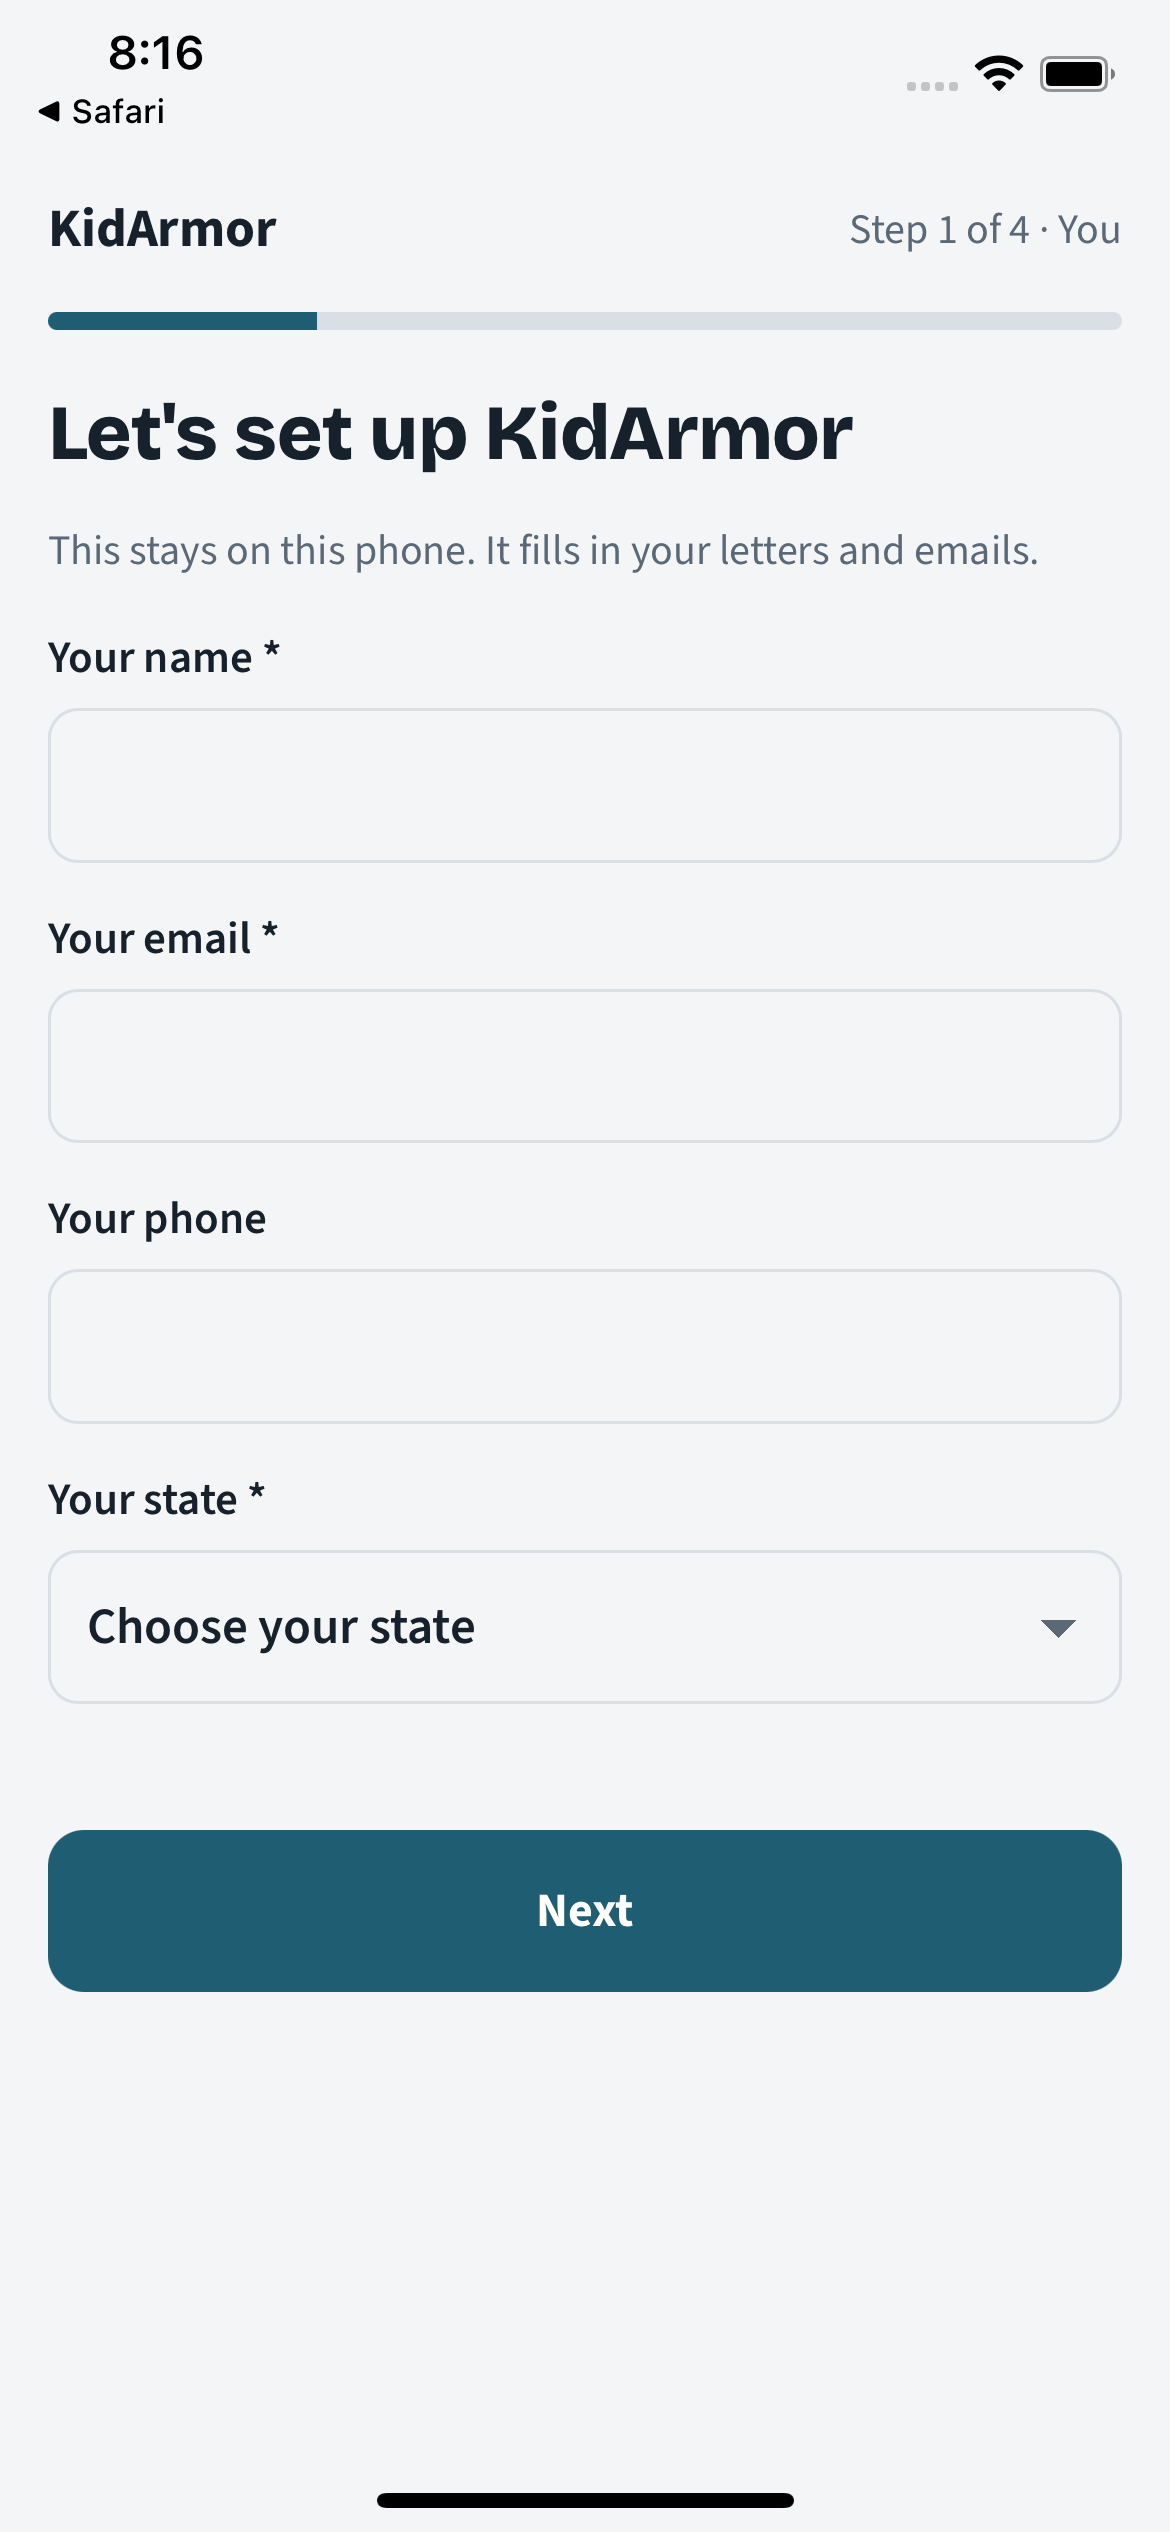 8:16
◀ Safari
KidArmor
Step 1 of 4 · You
Let's set up KidArmor
This stays on this phone. It fills in your letters and emails.
Your name *
Your email *
Your phone
Your state *
Choose your state
Next